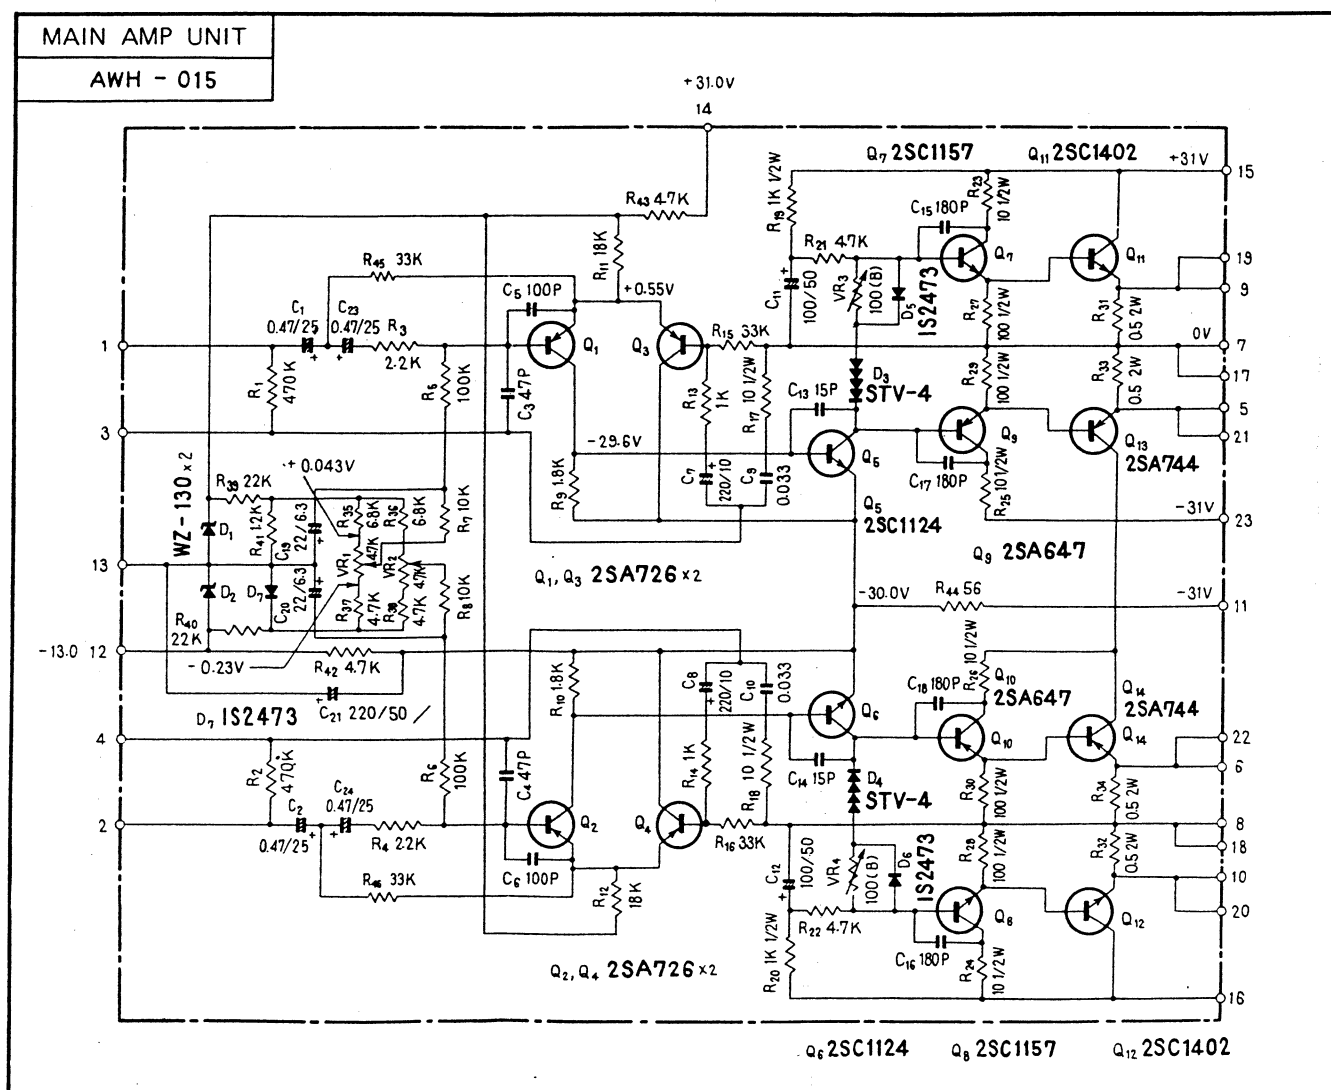 MAIN AMP UNIT
AWH - 015
+31.0V
14
Q7 2SC1157
Q11 2SC1402
+31V
15
R43 4.7K
R19 1K 1/2W
C15 180P
R23 10 1/2W
R45 33K
R11 18K
R21 4.7K
Q7
Q11
19
+0.55V
C5 100P
C11 100/50
VR3 100(B)
D5 IS2473
R27 100 1/2W
R31 0.5 2W
9
C1 0.47/25
C23 0.47/25
R3 2.2K
Q1
Q3
R15 33K
0V
1
7
R1 470K
R5 100K
C3 47P
R13 1K
R17 10 1/2W
D3 STV-4
C13 15P
R29 100 1/2W
R33 0.5 2W
17
3
5
-29.6V
Q5
Q9
Q13
2SA744
21
+0.043V
R9 1.8K
C7 220/10
C9 0.033
C17 180P
R25 10 1/2W
WZ-130×2
R39 22K
R35 6.8K
R36 6.8K
R7 10K
Q5
2SC1124
-31V
23
D1
R41 1.2K
C19 22/6.3
VR1 4.7K
VR2 4.7K
Q9 2SA647
13
Q1, Q3 2SA726×2
D2
D7
C20 22/6.3
R37 4.7K
R38 4.7K
R8 10K
-30.0V
R44 56
-31V
11
R40 22K
-13.0 12
-0.23V
R42 4.7K
R10 1.8K
C8 220/10
C10 0.033
C18 180P
R26 10 1/2W
Q10
2SA647
Q14
2SA744
D7 IS2473
C21 220/50
Q6
4
Q10
Q14
22
R2 470K
R6 100K
C4 47P
R14 1K
R18 10 1/2W
C14 15P
D4
STV-4
R30 100 1/2W
R34 0.5 2W
6
C2 0.47/25
C24 0.47/25
R4 2.2K
Q2
Q4
R16 33K
2
8
C6 100P
C12 100/50
VR4 100(B)
D6 IS2473
R28 100 1/2W
R32 0.5 2W
18
R46 33K
R12 18K
10
R22 4.7K
Q8
Q12
20
R20 1K 1/2W
C16 180P
R24 10 1/2W
Q2, Q4 2SA726×2
16
Q6 2SC1124
Q8 2SC1157
Q12 2SC1402